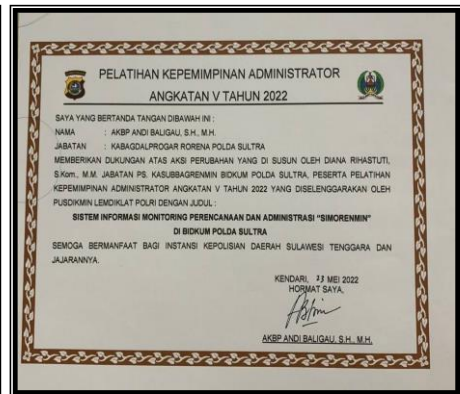 PELATIHAN KEPEMIMPINAN ADMINISTRATOR
ANGKATAN V TAHUN 2022
SAYA YANG BERTANDA TANGAN DIBAWAH INI :
NAMA : AKBP ANDI BALIGAU, S.H., M.H.
JABATAN : KABAGDALPROGAR RORENA POLDA SULTRA
MEMBERIKAN DUKUNGAN ATAS AKSI PERUBAHAN YANG DI SUSUN OLEH DIANA RIHASTUTI,
S.Kom., M.M. JABATAN PS. KASUBBAGRENMIN BIDKUM POLDA SULTRA, PESERTA PELATIHAN
KEPEMIMPINAN ADMINISTRATOR ANGKATAN V TAHUN 2022 YANG DISELENGGARAKAN OLEH
PUSDIKMIN LEMDIKLAT POLRI DENGAN JUDUL :
SISTEM INFORMASI MONITORING PERENCANAAN DAN ADMINISTRASI "SIMORENMIN"
DI BIDKUM POLDA SULTRA
SEMOGA BERMANFAAT BAGI INSTANSI KEPOLISIAN DAERAH SULAWESI TENGGARA DAN
JAJARANNYA.
KENDARI, 23 MEI 2022
HORMAT SAYA,
AKBP ANDI BALIGAU, S.H., M.H.